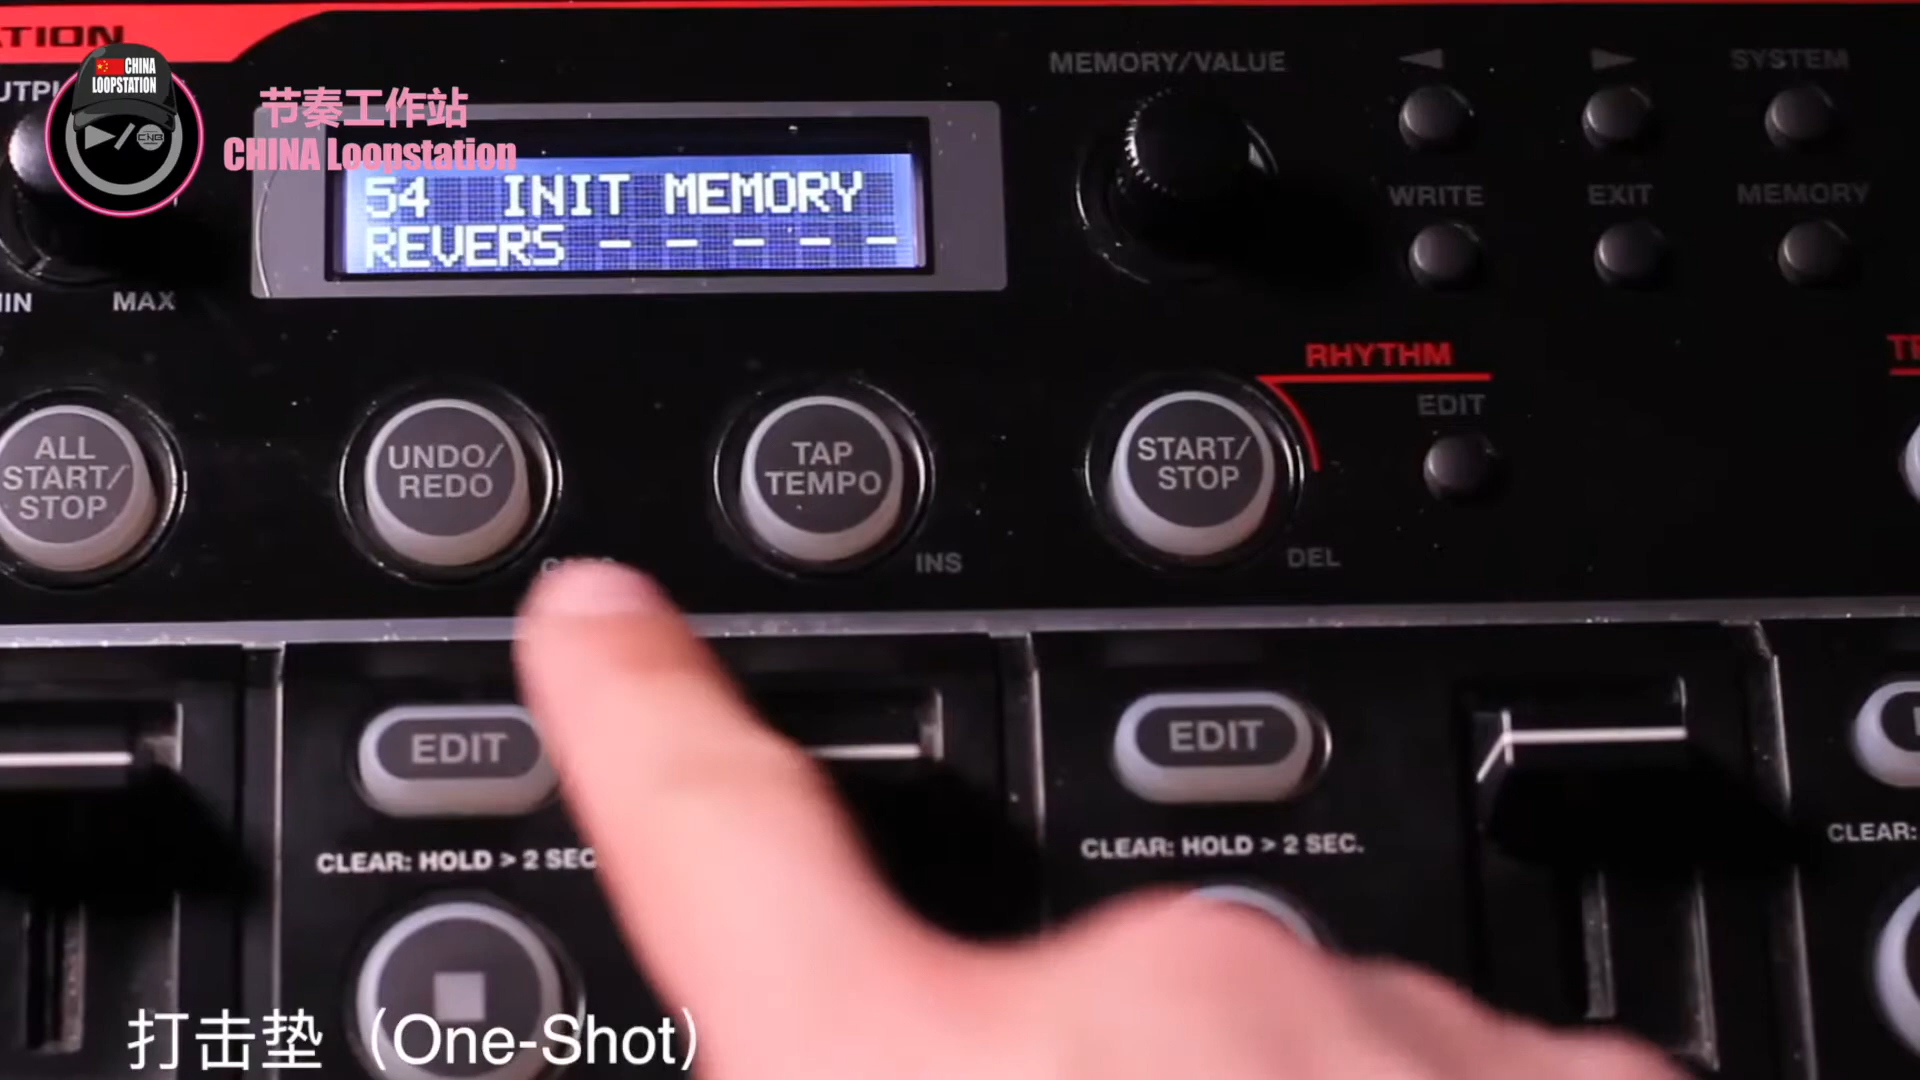 ATION
CHINA
LOOPSTATION
节奏工作站
CHINA Loopstation
54 INIT MEMORY
REVERS - - - - -
MEMORY/VALUE
SYSTEM
WRITE
EXIT
MEMORY
MAX
RHYTHM
EDIT
ALL
START/
STOP
UNDO/
REDO
TAP
TEMPO
START/
STOP
INS
DEL
EDIT
EDIT
CLEAR: HOLD > 2 SEC
CLEAR: HOLD > 2 SEC.
CLEAR:
打击垫（One-Shot）